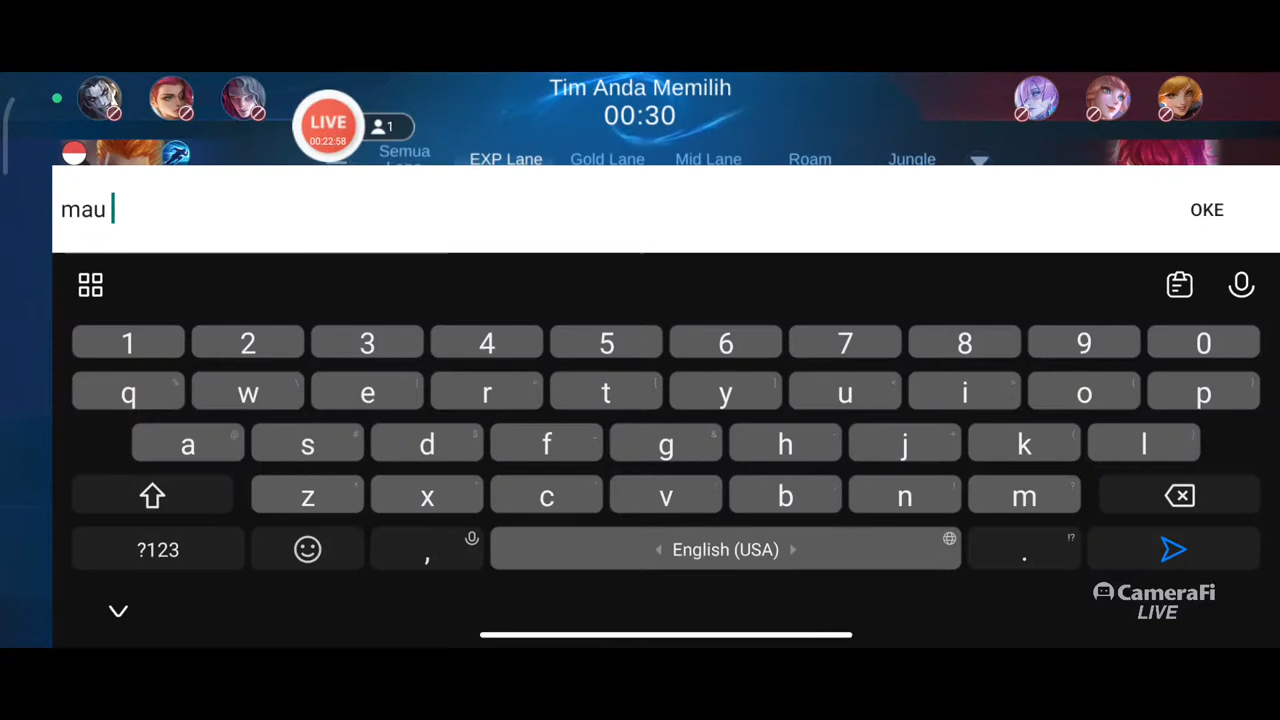 Tim Anda Memilih
00:30
LIVE
00:22:58
1
Semua
EXP Lane
Gold Lane
Mid Lane
Roam
Jungle
mau
OKE
1 2 3 4 5 6 7 8 9 0
q w e r t y u i o p
a s d f g h j k l
z x c v b n m
?123
,
English (USA)
.
!?
CameraFi
LIVE